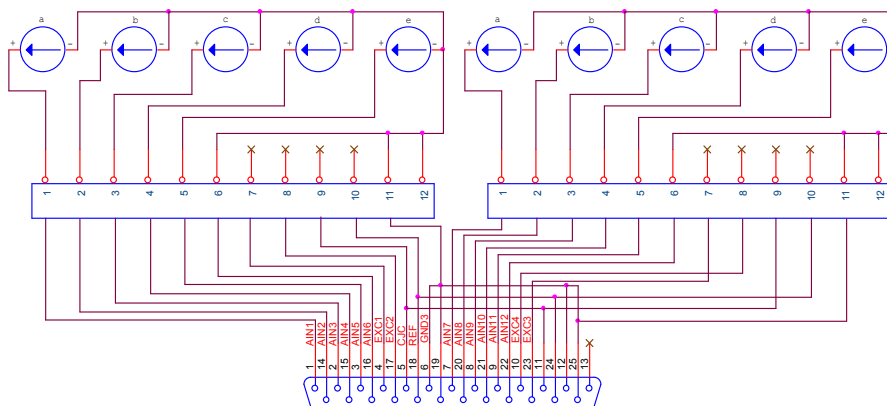 a b c d e a b c d e
+ - + - + - + - + - + - + - + - + - +
1 2 3 4 5 6 7 8 9 10 11 12
1 2 3 4 5 6 7 8 9 10 11 12
AIN1 AIN2 AIN3 AIN4 AIN5 AIN6 EXC1 EXC2 CJC REF GND3 AIN7 AIN8 AIN9 AIN10 AIN11 AIN12 EXC4 EXC3
1 14 2 15 3 16 4 17 5 18 6 19 7 20 8 21 9 22 10 23 11 24 12 25 13